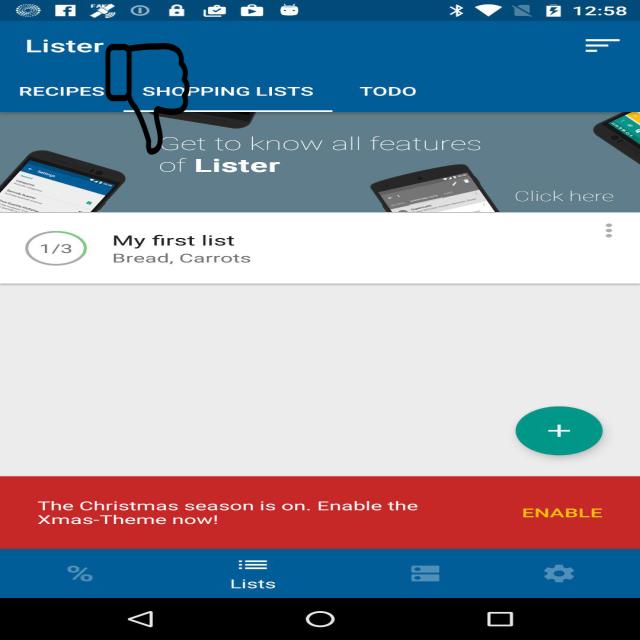 12:58
Lister
RECIPES
SHOPPING LISTS
TODO
Get to know all features
of Lister
Click here
1/3
My first list
Bread, Carrots
The Christmas season is on. Enable the
Xmas-Theme now!
ENABLE
%
Lists